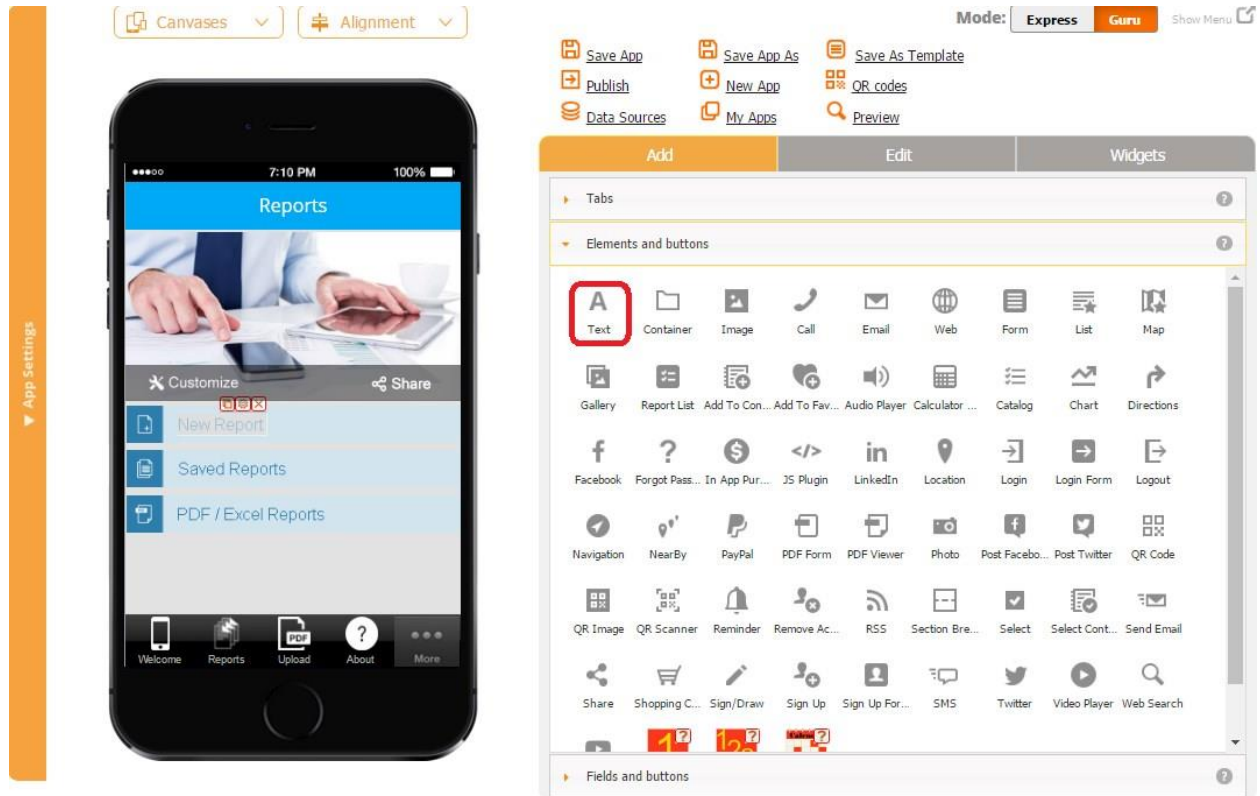 Canvases
Alignment
Mode: Express Guru Show Menu
Save App Save App As Save As Template
Publish New App QR codes
Data Sources My Apps Preview
App Settings
7:10 PM 100%
Reports
Customize Share
New Report
Saved Reports
PDF / Excel Reports
PDF
?
Welcome Reports Upload About More
Add Edit Widgets
Tabs ?
Elements and buttons ?
A </> in
Text Container Image Call Email Web Form List Map
Gallery Report List Add To Con... Add To Fav... Audio Player Calculator ... Catalog Chart Directions
Facebook Forgot Pass... In App Pur... JS Plugin LinkedIn Location Login Login Form Logout
Navigation NearBy PayPal PDF Form PDF Viewer Photo Post Facebo... Post Twitter QR Code
QR Image QR Scanner Reminder Remove Ac... RSS Section Bre... Select Select Cont... Send Email
Share Shopping C... Sign/Draw Sign Up Sign Up For... SMS Twitter Video Player Web Search
Fields and buttons ?